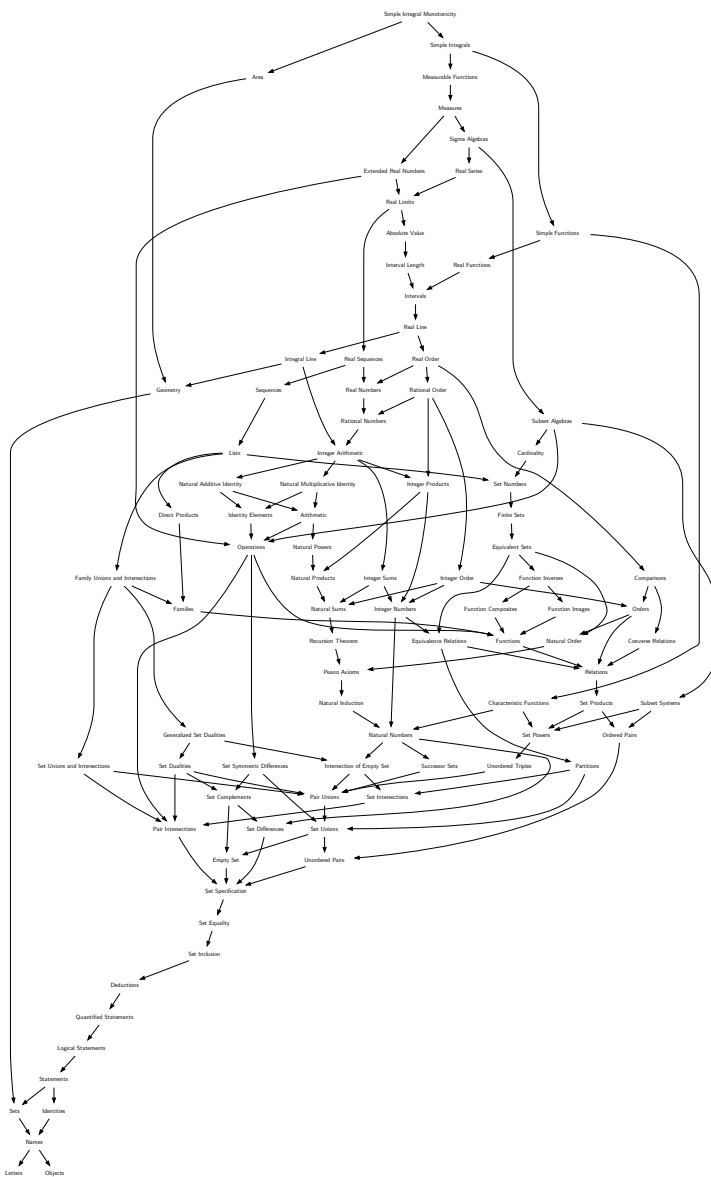 Simple Integral Monotonicity
Simple Integrals
Area
Measurable Functions
Measures
Sigma Algebras
Extended Real Numbers
Real Series
Real Limits
Absolute Value
Simple Functions
Interval Length
Real Functions
Intervals
Real Line
Integral Line
Real Sequences
Real Order
Geometry
Sequences
Real Numbers
Rational Order
Rational Numbers
Subset Algebras
Lists
Integer Arithmetic
Cardinality
Natural Additive Identity
Natural Multiplicative Identity
Integer Products
Set Numbers
Direct Products
Identity Elements
Arithmetic
Finite Sets
Operations
Natural Powers
Equivalent Sets
Family Unions and Intersections
Natural Products
Integer Sums
Integer Order
Function Inverses
Comparisons
Families
Natural Sums
Integer Numbers
Function Composites
Function Images
Orders
Recursion Theorem
Equivalence Relations
Functions
Natural Order
Converse Relations
Peano Axioms
Relations
Natural Induction
Characteristic Functions
Set Products
Subset Systems
Generalized Set Dualities
Natural Numbers
Set Powers
Ordered Pairs
Set Unions and Intersections
Set Dualities
Set Symmetric Differences
Intersection of Empty Set
Successor Sets
Unordered Triples
Partitions
Set Complements
Pair Unions
Set Intersections
Pair Intersections
Set Differences
Set Unions
Empty Set
Unordered Pairs
Set Specification
Set Equality
Set Inclusion
Deductions
Quantified Statements
Logical Statements
Statements
Sets
Identities
Names
Letters
Objects